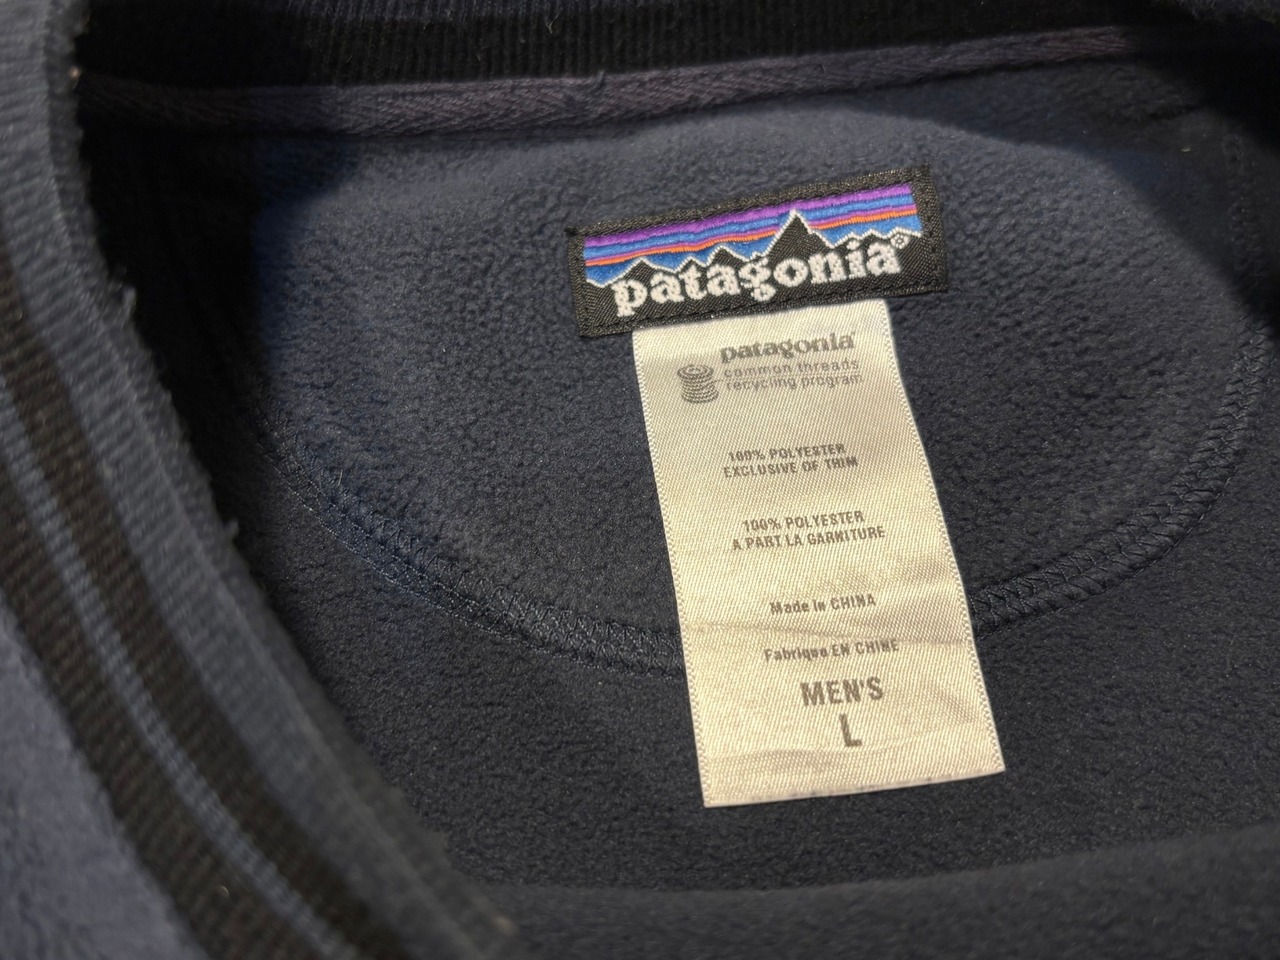 patagonia®
patagonia®
common threads
recycling program
100% POLYESTER
EXCLUSIVE OF TRIM
100% POLYESTER
A PART LA GARNITURE
Made in CHINA
Fabrique EN CHINE
MEN'S
L